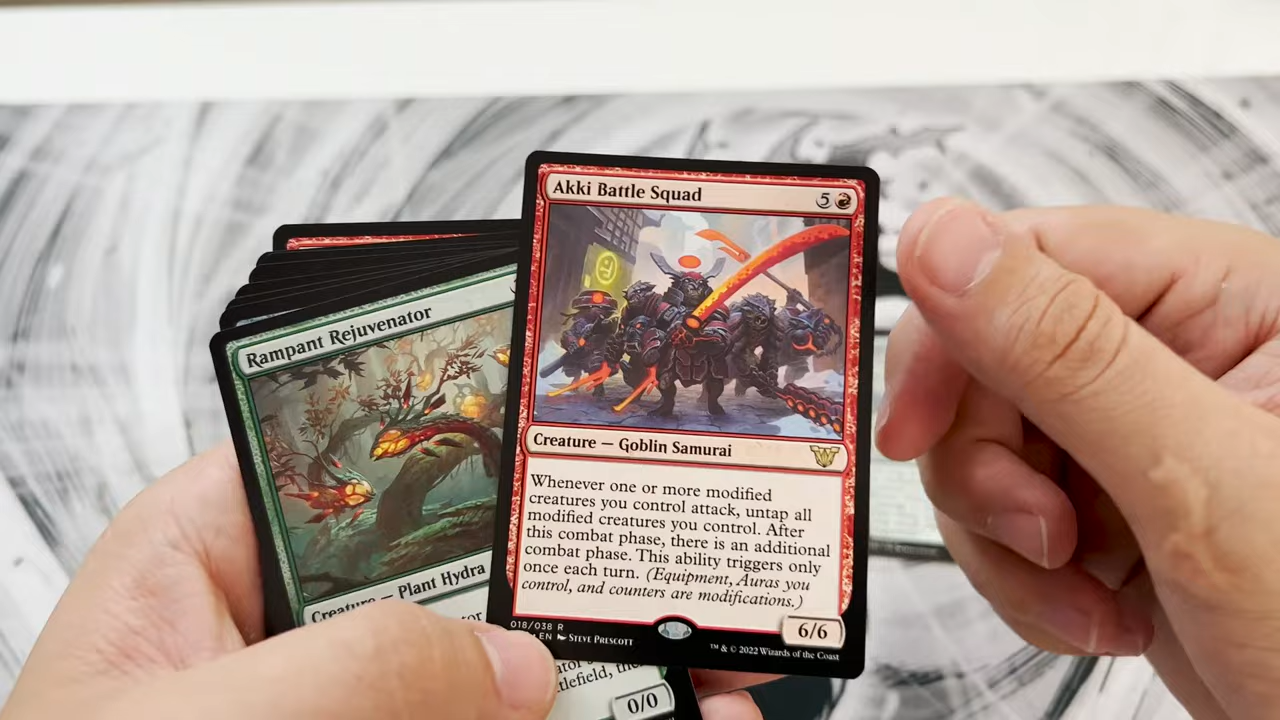 Akki Battle Squad
5
Creature — Goblin Samurai
Whenever one or more modified
creatures you control attack, untap all
modified creatures you control. After
this combat phase, there is an additional
combat phase. This ability triggers only
once each turn. (Equipment, Auras you
control, and counters are modifications.)
6/6
018/038 R
EN STEVE PRESCOTT
™ & © 2022 Wizards of the Coast
Rampant Rejuvenator
Creature — Plant Hydra
0/0